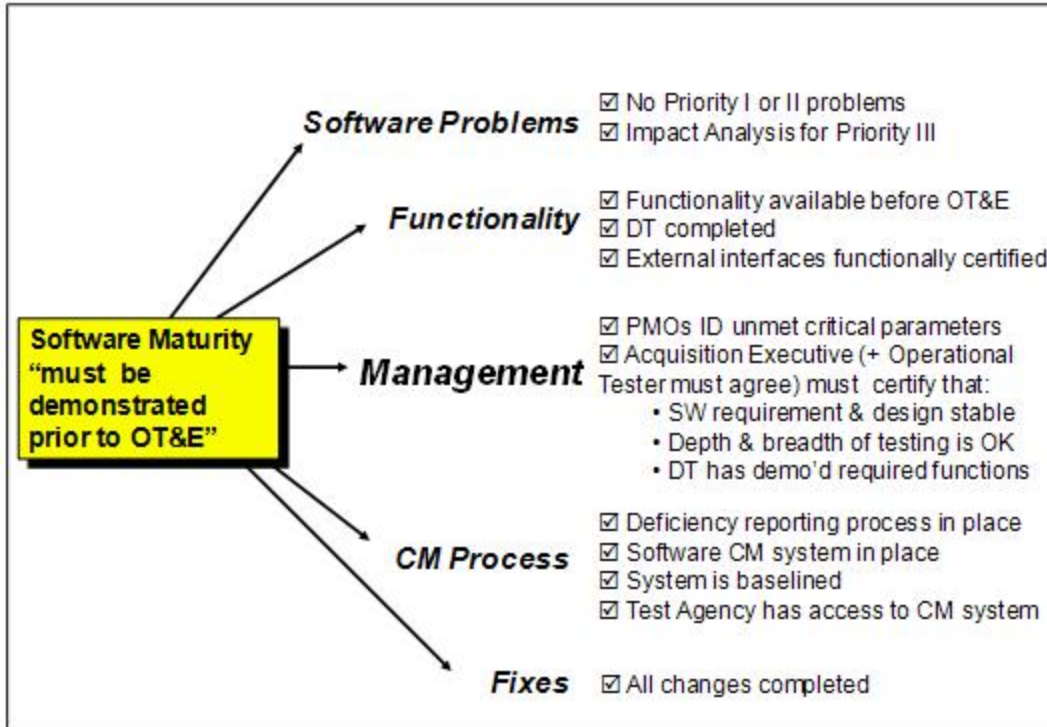 Software Problems
☑ No Priority I or II problems
☑ Impact Analysis for Priority III
Functionality
☑ Functionality available before OT&E
☑ DT completed
☑ External interfaces functionally certified
Software Maturity
“must be
demonstrated
prior to OT&E”
Management
☑ PMOs ID unmet critical parameters
☑ Acquisition Executive (+ Operational
Tester must agree) must certify that:
• SW requirement & design stable
• Depth & breadth of testing is OK
• DT has demo’d required functions
CM Process
☑ Deficiency reporting process in place
☑ Software CM system in place
☑ System is baselined
☑ Test Agency has access to CM system
Fixes
☑ All changes completed